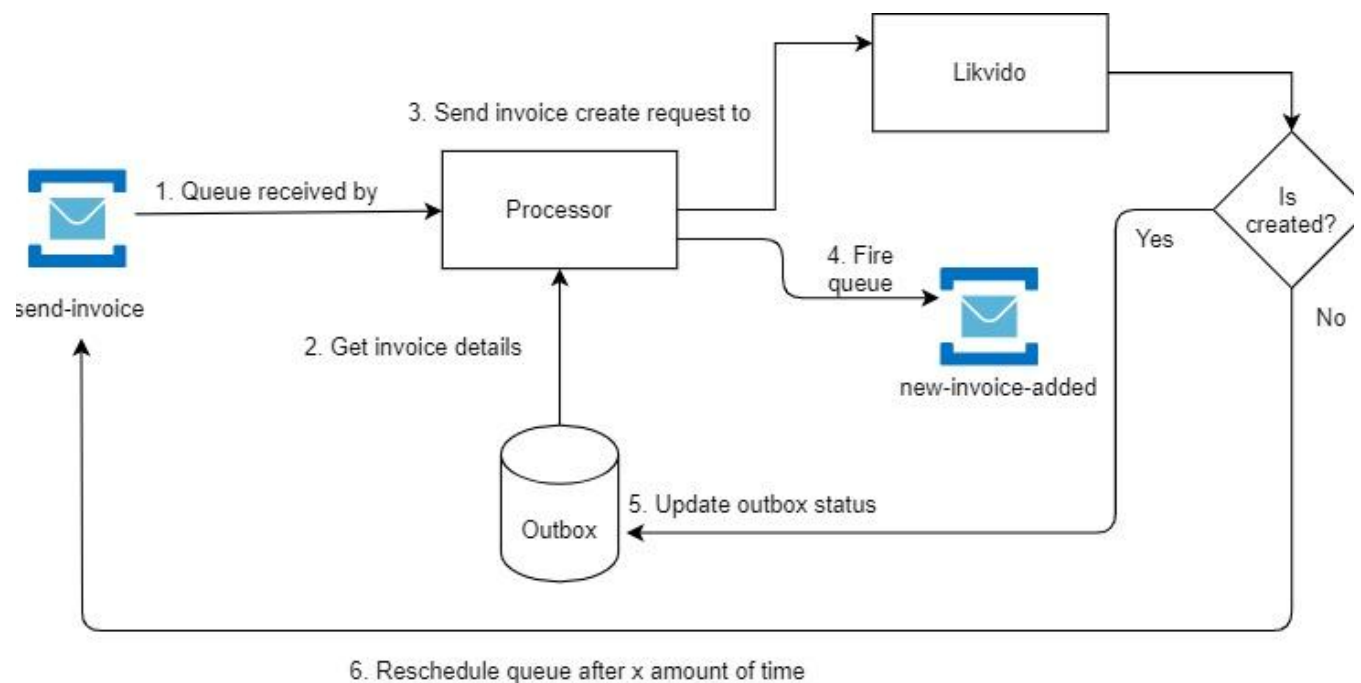 Likvido
3. Send invoice create request to
1. Queue received by
Processor
Is
created?
Yes
4. Fire
queue
send-invoice
No
2. Get invoice details
new-invoice-added
5. Update outbox status
Outbox
6. Reschedule queue after x amount of time